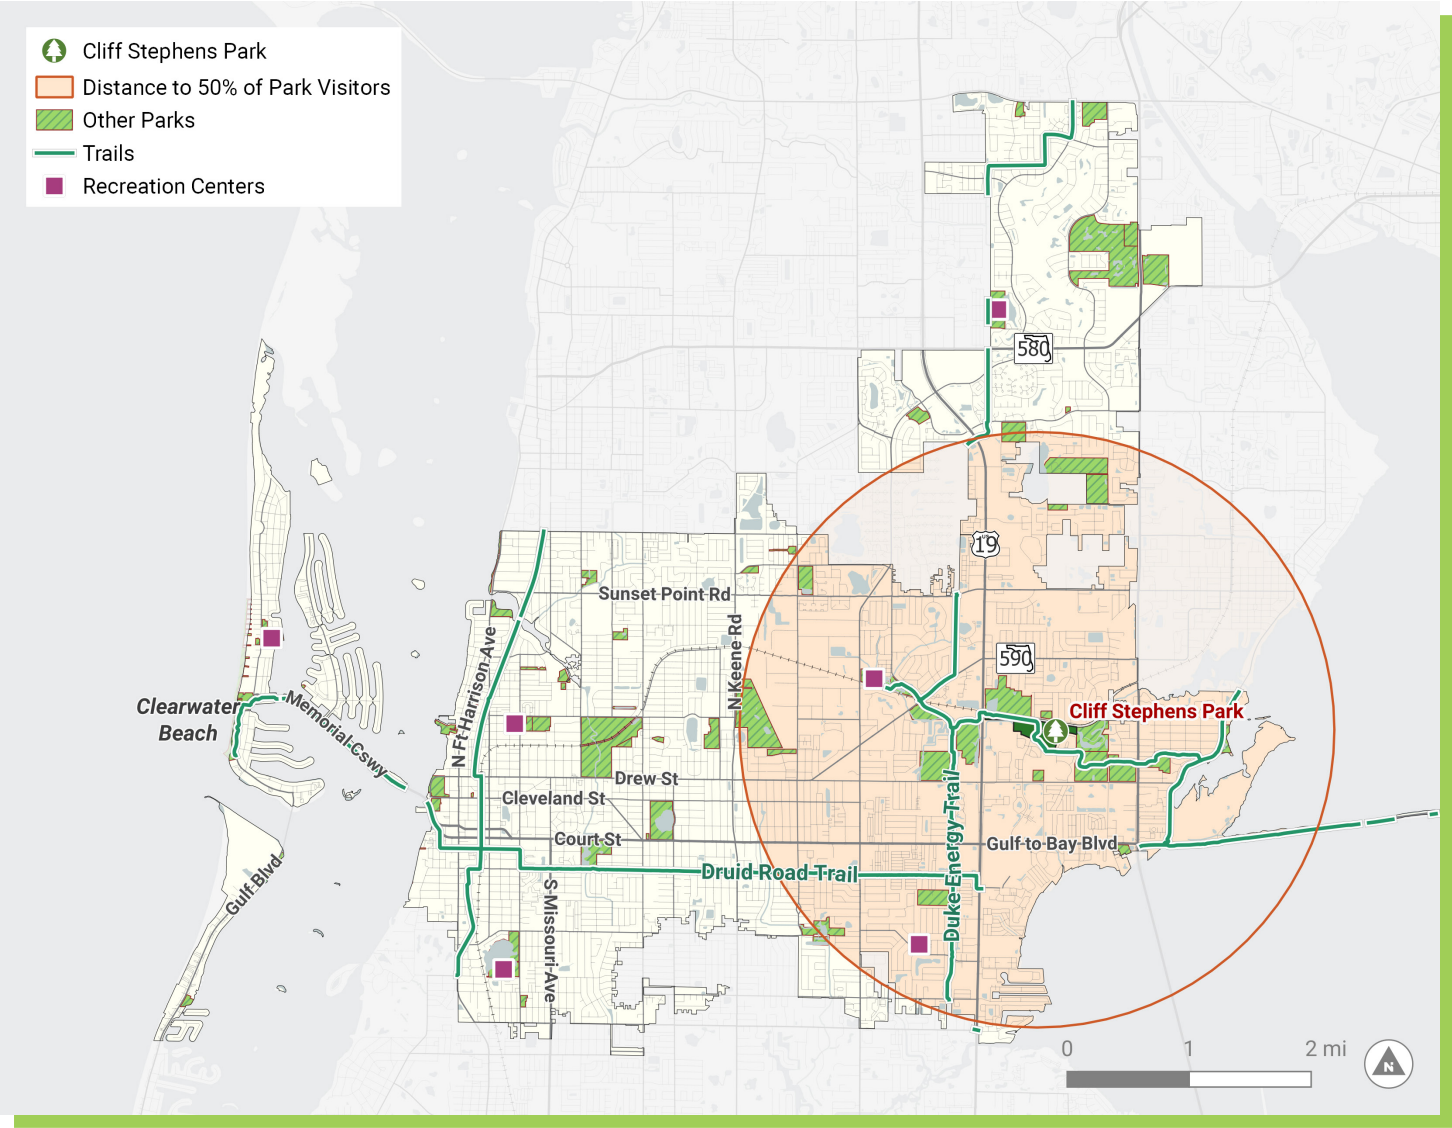 Cliff Stephens Park
Distance to 50% of Park Visitors
Other Parks
Trails
Recreation Centers
580
19
Sunset Point Rd
N Keene Rd
590
N Ft Harrison Ave
Clearwater
Beach
Memorial Cswy
Cliff Stephens Park
Drew St
Cleveland St
Court St
Gulf to Bay Blvd
Gulf Blvd
Druid Road Trail
Duke Energy Trail
S Missouri Ave
0 1 2 mi
N